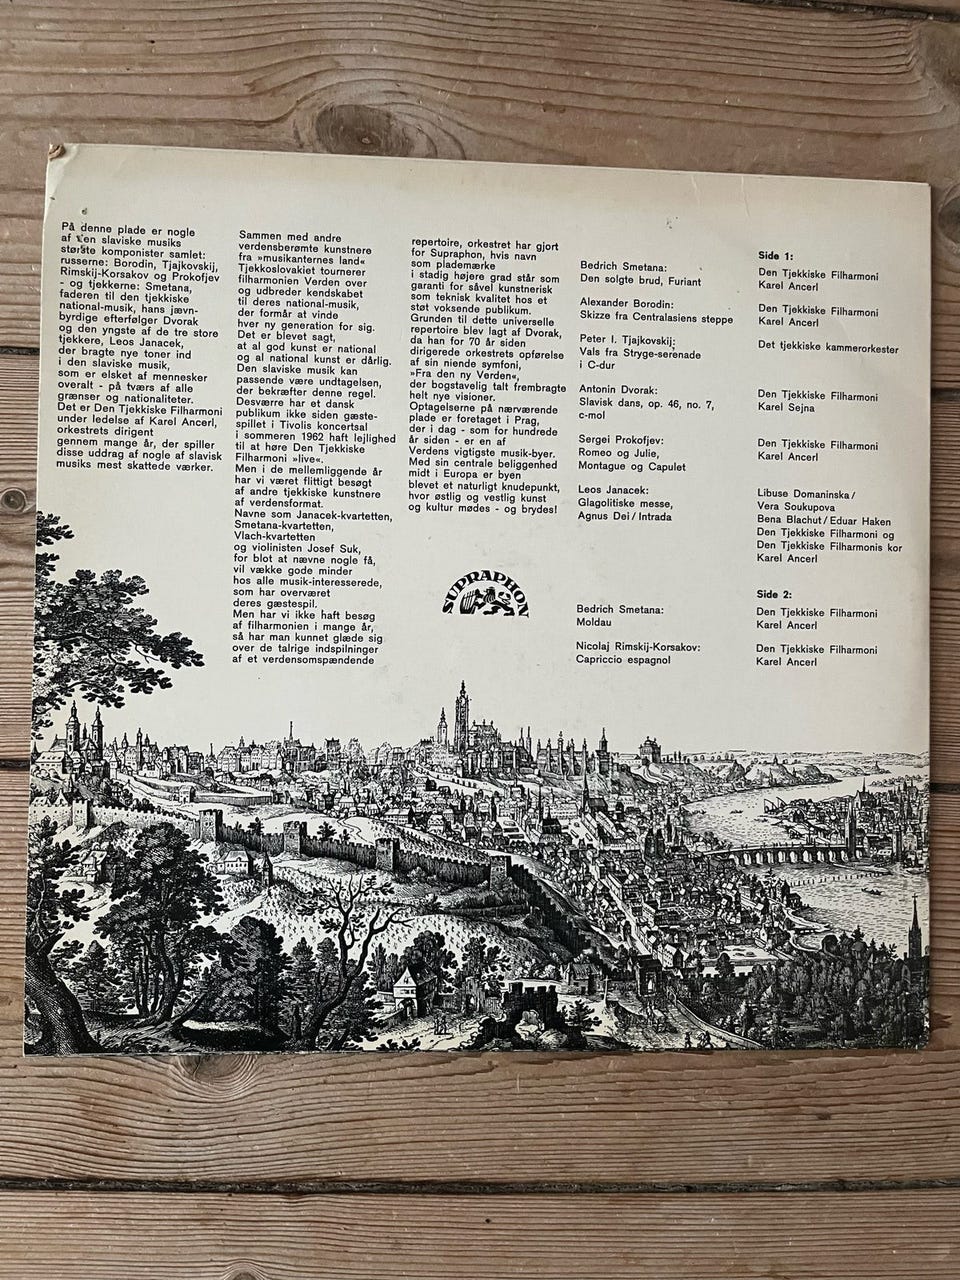 På denne plade er nogle
af den slaviske musiks
største komponister samlet:
russerne: Borodin, Tjajkovskij,
Rimskij-Korsakov og Prokofjev
- og tjekkerne: Smetana,
faderen til den tjekkiske
national-musik, hans jævn-
byrdige efterfølger Dvorak
og den yngste af de tre store
tjekkere, Leos Janacek,
der bragte nye toner ind
i den slaviske musik,
som er elsket af mennesker
overalt - på tværs af alle
grænser og nationaliteter.
Det er Den Tjekkiske Filharmoni
under ledelse af Karel Ancerl,
orkestrets dirigent
gennem mange år, der spiller
disse uddrag af nogle af slavisk
musiks mest skattede værker.
Sammen med andre
verdensberømte kunstnere
fra »musikanternes land«
Tjekkoslovakiet tournerer
filharmonien Verden over
og udbreder kendskabet
til deres national-musik,
der formår at vinde
hver ny generation for sig.
Det er blevet sagt,
at al god kunst er national
og al national kunst er dårlig.
Den slaviske musik kan
passende være undtagelsen,
der bekræfter denne regel.
Desværre har et dansk
publikum ikke siden gæste-
spillet i Tivolis koncertsal
i sommeren 1962 haft lejlighed
til at høre Den Tjekkiske
Filharmoni »live«.
Men i de mellemliggende år
har vi været flittigt besøgt
af andre tjekkiske kunstnere
af verdensformat.
Navne som Janacek-kvartetten,
Smetana-kvartetten,
Vlach-kvartetten
og violinisten Josef Suk,
for blot at nævne nogle få,
vil vække gode minder
hos alle musik-interesserede,
som har overværet
deres gæstespil.
Men har vi ikke haft besøg
af filharmonien i mange år,
så har man kunnet glæde sig
over de talrige indspilninger
af et verdensomspændende
repertoire, orkestret har gjort
for Supraphon, hvis navn
som plademærke
i stadig højere grad står som
garanti for såvel kunstnerisk
som teknisk kvalitet hos et
støt voksende publikum.
Grunden til dette universelle
repertoire blev lagt af Dvorak,
da han for 70 år siden
dirigerede orkestrets opførelse
af sin niende symfoni,
»Fra den ny Verden«,
der bogstavelig talt frembragte
helt nye visioner.
Optagelserne på nærværende
plade er foretaget i Prag,
der i dag - som for hundrede
år siden - er en af
Verdens vigtigste musik-byer.
Med sin centrale beliggenhed
midt i Europa er byen
blevet et naturligt knudepunkt,
hvor østlig og vestlig kunst
og kultur mødes - og brydes!
SUPRAPHON
Side 1:
Bedrich Smetana:
Den solgte brud, Furiant
Den Tjekkiske Filharmoni
Karel Ancerl
Alexander Borodin:
Skizze fra Centralasiens steppe
Den Tjekkiske Filharmoni
Karel Ancerl
Peter I. Tjajkovskij:
Vals fra Stryge-serenade
i C-dur
Det tjekkiske kammerorkester
Antonin Dvorak:
Slavisk dans, op. 46, no. 7,
c-mol
Den Tjekkiske Filharmoni
Karel Sejna
Sergei Prokofjev:
Romeo og Julie,
Montague og Capulet
Den Tjekkiske Filharmoni
Karel Ancerl
Leos Janacek:
Glagolitiske messe,
Agnus Dei / Intrada
Libuse Domaninska /
Vera Soukupova
Bena Blachut / Eduar Haken
Den Tjekkiske Filharmoni og
Den Tjekkiske Filharmonis kor
Karel Ancerl
Side 2:
Bedrich Smetana:
Moldau
Den Tjekkiske Filharmoni
Karel Ancerl
Nicolaj Rimskij-Korsakov:
Capriccio espagnol
Den Tjekkiske Filharmoni
Karel Ancerl